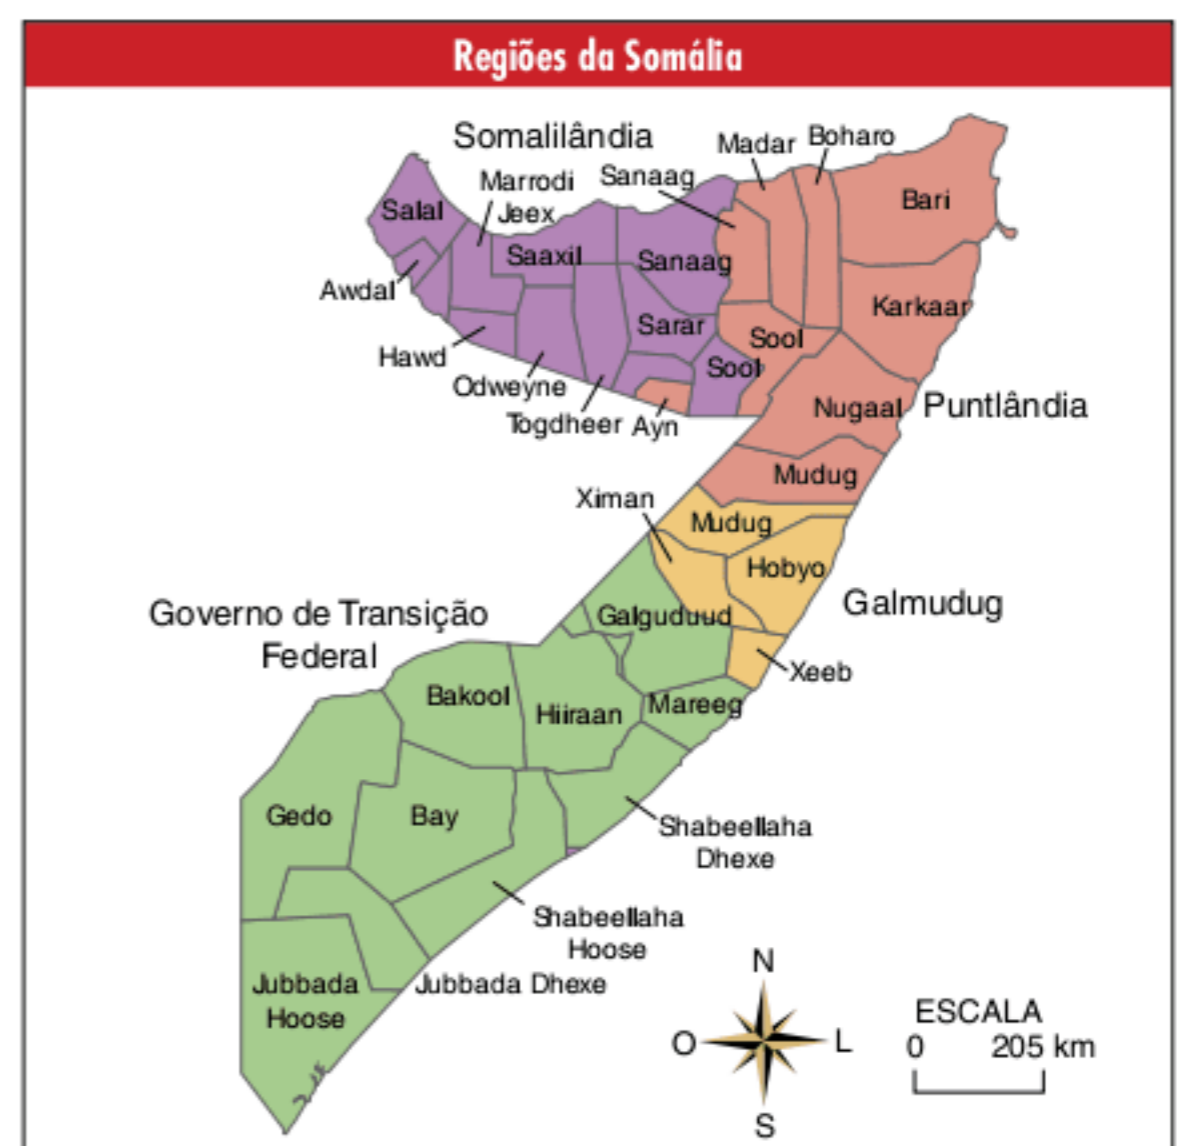 Regiões da Somália
Somalilândia
Madar
Boharo
Marrodi
Jeex
Sanaag
Salal
Bari
Saaxil
Sanaag
Awdal
Karkaar
Sarar
Sool
Hawd
Sool
Odweyne
Togdheer
Ayn
Nugaal
Puntlândia
Mudug
Ximan
Mudug
Hobyo
Galmudug
Governo de Transição
Federal
Galguduud
Xeeb
Bakool
Hiiraan
Mareeg
Gedo
Bay
Shabeellaha
Dhexe
Shabeellaha
Hoose
Jubbada
Hoose
Jubbada Dhexe
N
O
L
S
ESCALA
0 205 km